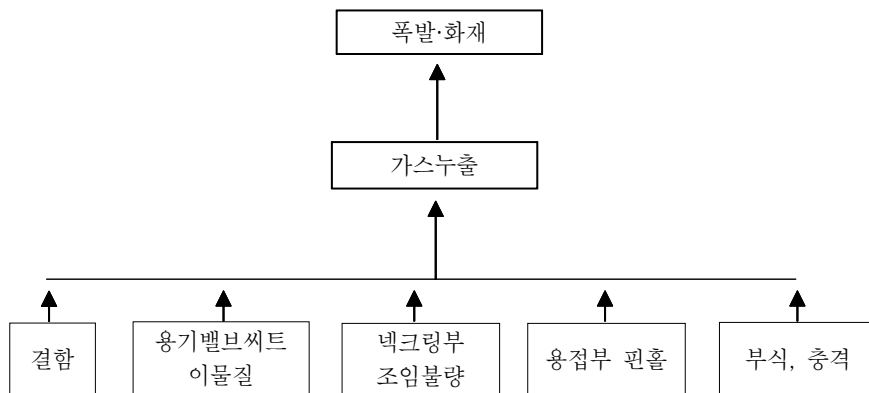 폭발·화재
가스누출
결함
용기밸브씨트
이물질
넥크링부
조임불량
용접부 핀홀
부식, 충격